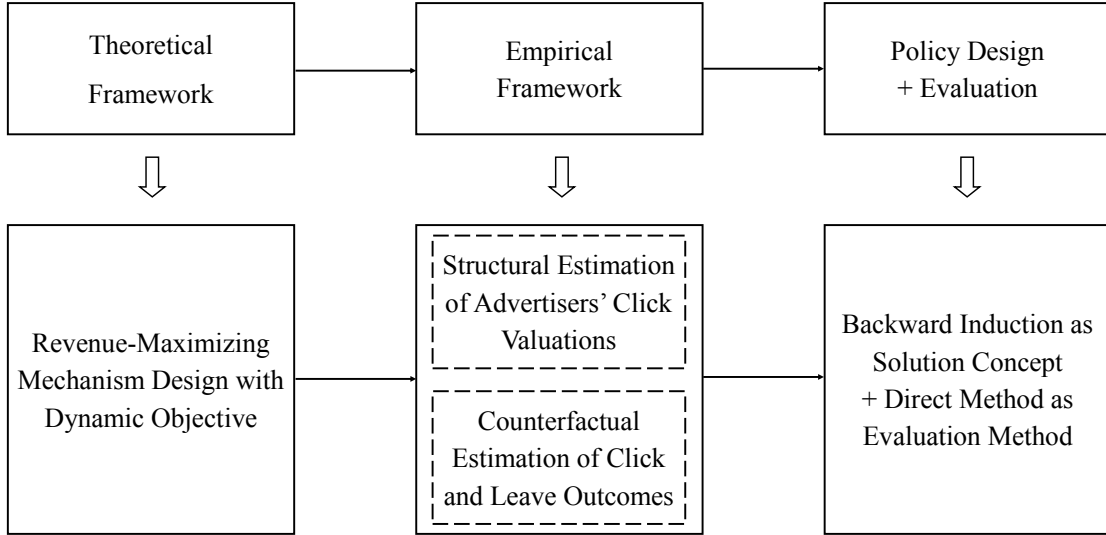 Theoretical
Framework
Empirical
Framework
Policy Design
+ Evaluation
Revenue-Maximizing
Mechanism Design with
Dynamic Objective
Structural Estimation
of Advertisers’ Click
Valuations
Counterfactual
Estimation of Click
and Leave Outcomes
Backward Induction as
Solution Concept
+ Direct Method as
Evaluation Method